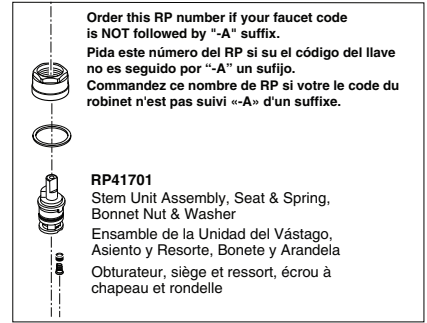 Order this RP number if your faucet code
is NOT followed by "-A" suffix.
Pida este número del RP si su el código del llave
no es seguido por “-A” un sufijo.
Commandez ce nombre de RP si votre le code du
robinet n'est pas suivi «-A» d'un suffixe.
RP41701
Stem Unit Assembly, Seat & Spring,
Bonnet Nut & Washer
Ensamble de la Unidad del Vástago,
Asiento y Resorte, Bonete y Arandela
Obturateur, siège et ressort, écrou à
chapeau et rondelle